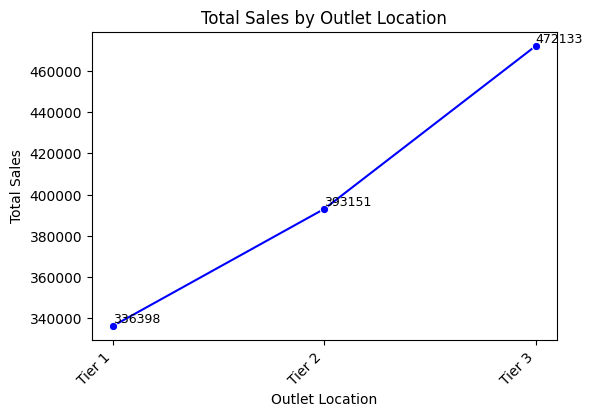 Total Sales by Outlet Location
472133
460000
440000
420000
400000
393151
380000
360000
340000
336398
Total Sales
Tier 1
Tier 2
Tier 3
Outlet Location